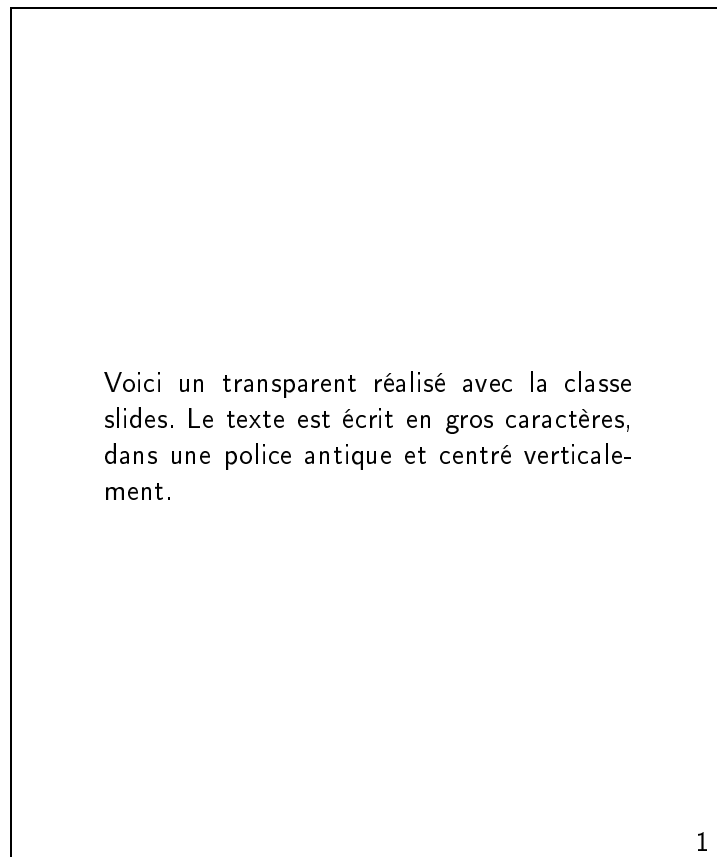 Voici un transparent réalisé avec la classe
slides. Le texte est écrit en gros caractères,
dans une police antique et centré verticale-
ment.
1